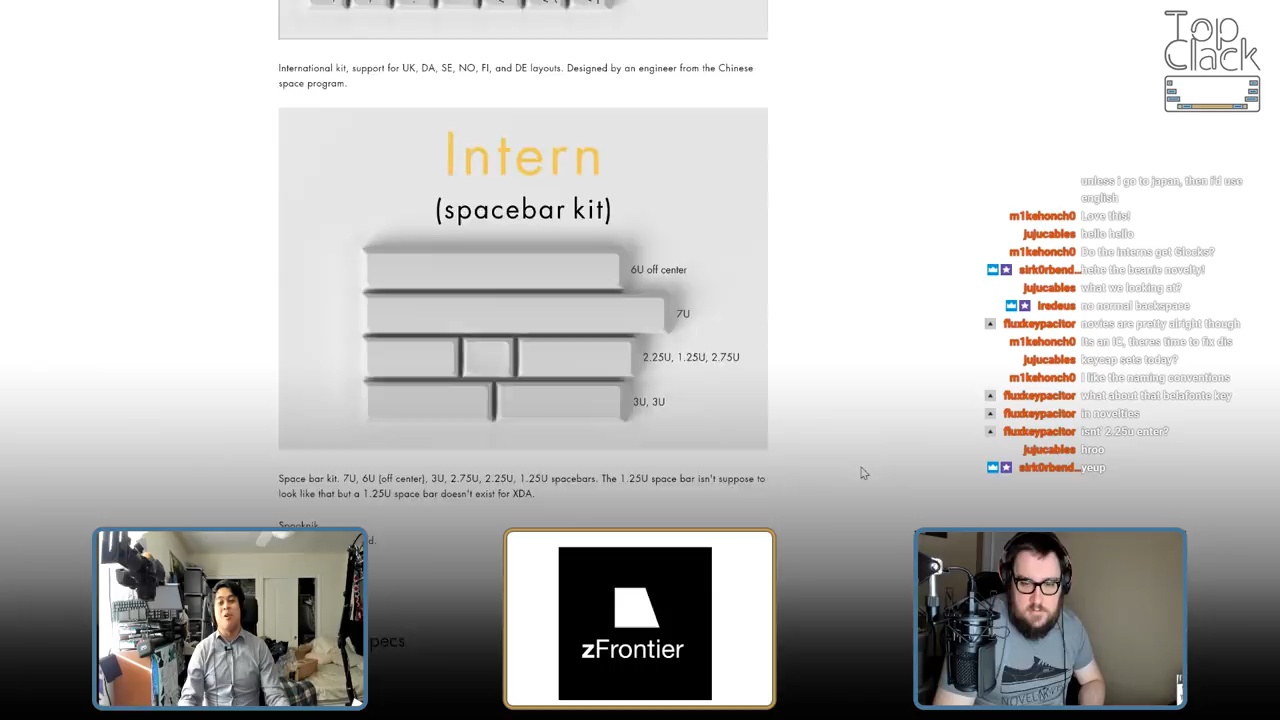 Top
Clack
International kit, support for UK, DA, SE, NO, FI, and DE layouts. Designed by an engineer from the Chinese
space program.
Intern
(spacebar kit)
6U off center
7U
2.25U, 1.25U, 2.75U
3U, 3U
Space bar kit. 7U, 6U (off center), 3U, 2.75U, 2.25U, 1.25U spacebars. The 1.25U space bar isn't suppose to
look like that but a 1.25U space bar doesn't exist for XDA.
Spooknik
d.
pecs
unless i go to japan, then i'd use
english
m1kehonch0 Love this!
jujucables hello hello
m1kehonch0 Do the interns get Glocks?
sirk0rbend... hehe the beanie novelty!
jujucables what we looking at?
iredeus no normal backspace
fluxkeypacitor novies are pretty alright though
m1kehonch0 Its an IC, theres time to fix dis
jujucables keycap sets today?
m1kehonch0 I like the naming conventions
fluxkeypacitor what about that belafonte key
fluxkeypacitor in novelties
fluxkeypacitor isnt' 2.25u enter?
jujucables hroo
sirk0rbend... yeup
zFrontier